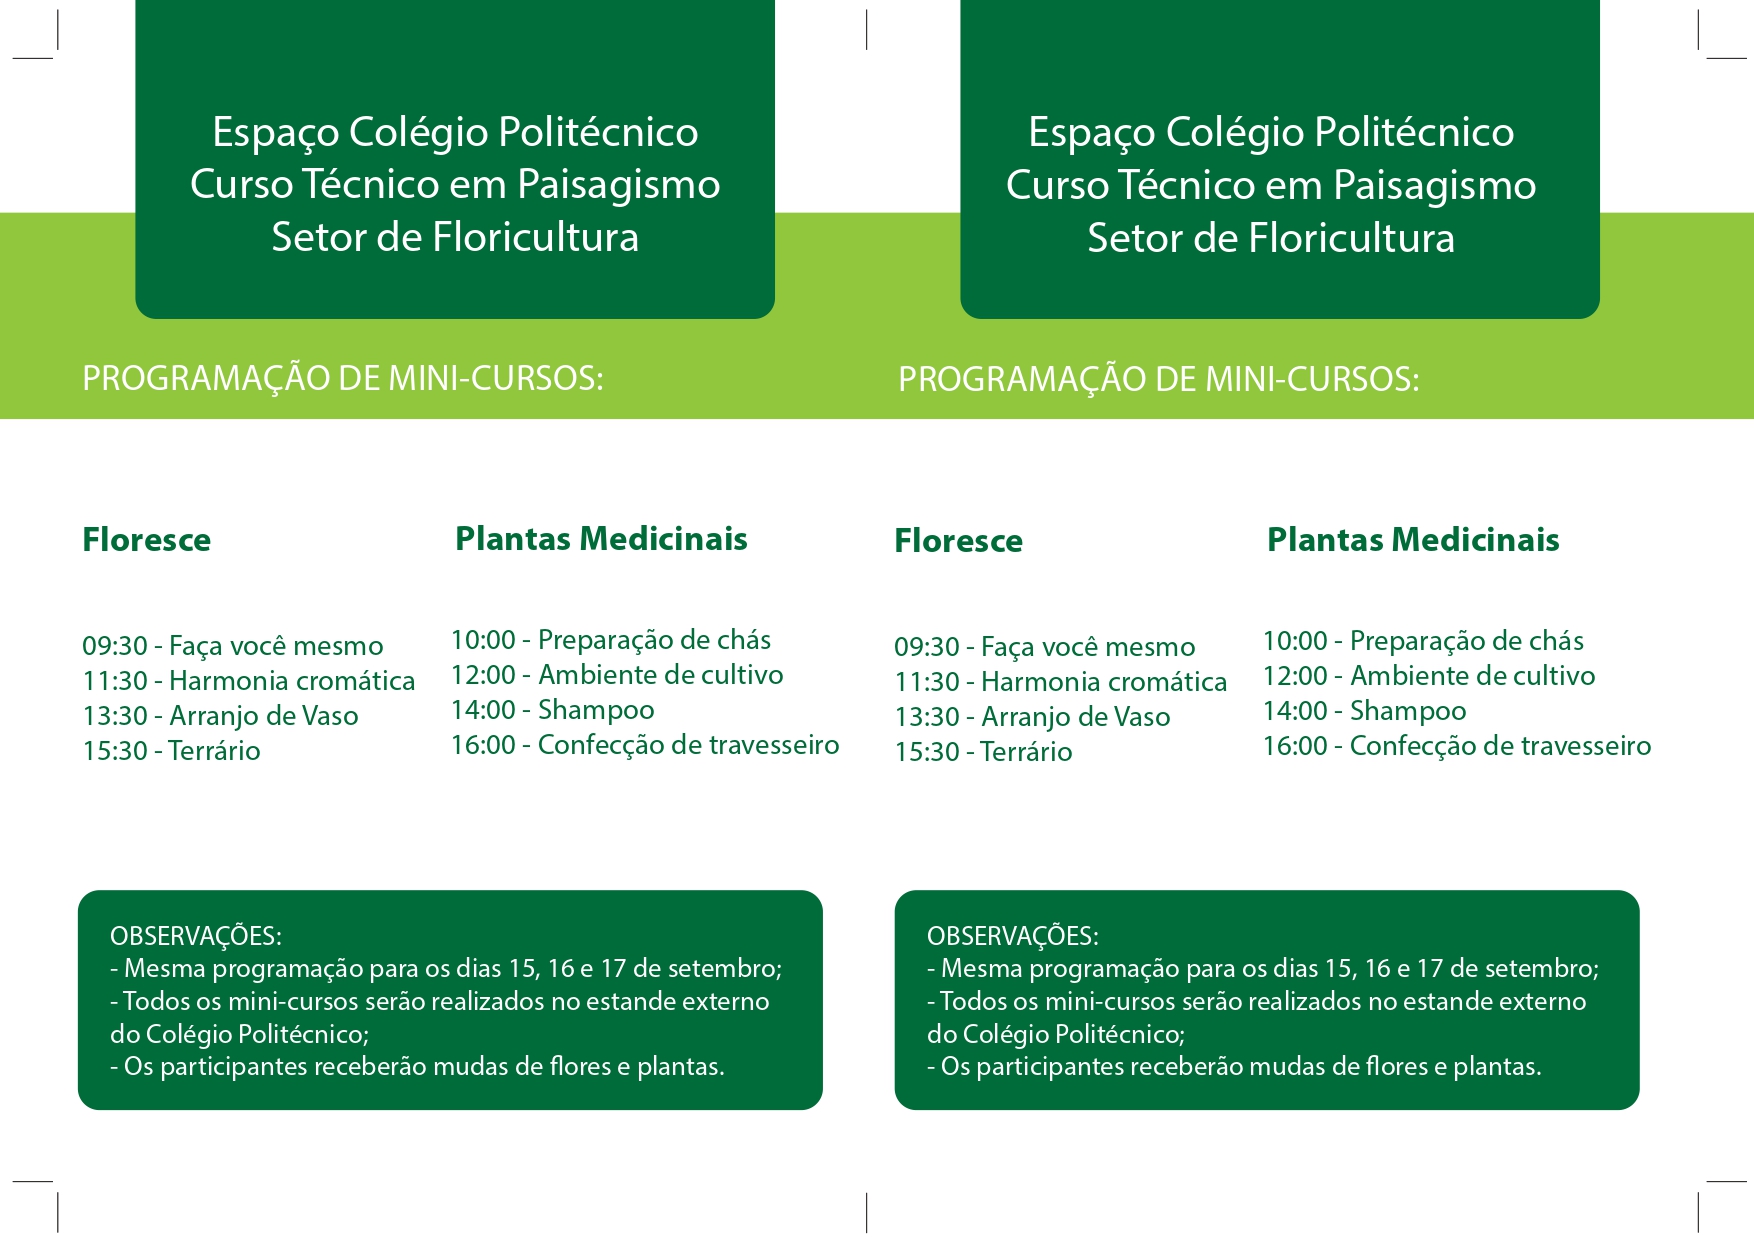 Espaço Colégio Politécnico
Curso Técnico em Paisagismo
Setor de Floricultura
PROGRAMAÇÃO DE MINI-CURSOS:
Floresce
09:30 - Faça você mesmo
11:30 - Harmonia cromática
13:30 - Arranjo de Vaso
15:30 - Terrário
Plantas Medicinais
10:00 - Preparação de chás
12:00 - Ambiente de cultivo
14:00 - Shampoo
16:00 - Confecção de travesseiro
OBSERVAÇÕES:
- Mesma programação para os dias 15, 16 e 17 de setembro;
- Todos os mini-cursos serão realizados no estande externo
do Colégio Politécnico;
- Os participantes receberão mudas de flores e plantas.
Espaço Colégio Politécnico
Curso Técnico em Paisagismo
Setor de Floricultura
PROGRAMAÇÃO DE MINI-CURSOS:
Floresce
09:30 - Faça você mesmo
11:30 - Harmonia cromática
13:30 - Arranjo de Vaso
15:30 - Terrário
Plantas Medicinais
10:00 - Preparação de chás
12:00 - Ambiente de cultivo
14:00 - Shampoo
16:00 - Confecção de travesseiro
OBSERVAÇÕES:
- Mesma programação para os dias 15, 16 e 17 de setembro;
- Todos os mini-cursos serão realizados no estande externo
do Colégio Politécnico;
- Os participantes receberão mudas de flores e plantas.